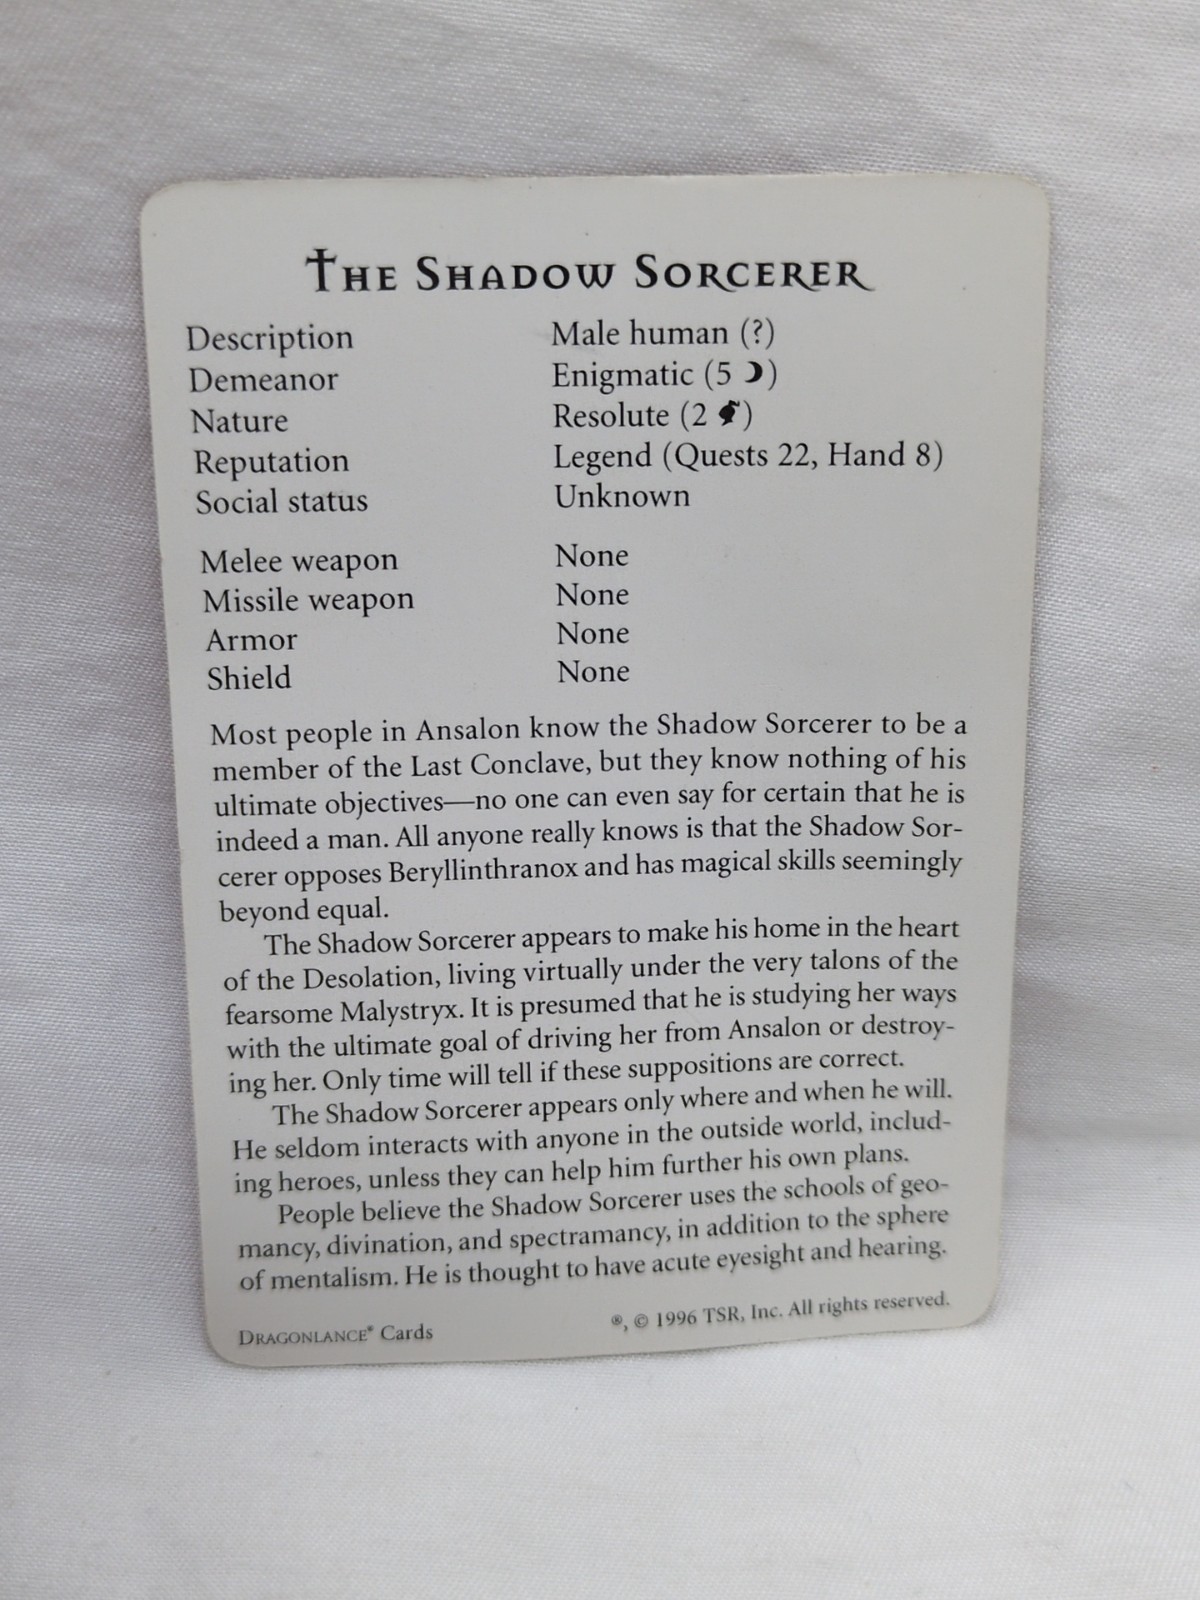 The Shadow Sorcerer
Description Male human (?)
Demeanor Enigmatic (5 ☽)
Nature Resolute (2 )
Reputation Legend (Quests 22, Hand 8)
Social status Unknown
Melee weapon None
Missile weapon None
Armor None
Shield None
Most people in Ansalon know the Shadow Sorcerer to be a
member of the Last Conclave, but they know nothing of his
ultimate objectives—no one can even say for certain that he is
indeed a man. All anyone really knows is that the Shadow Sor-
cerer opposes Beryllinthranox and has magical skills seemingly
beyond equal.
The Shadow Sorcerer appears to make his home in the heart
of the Desolation, living virtually under the very talons of the
fearsome Malystryx. It is presumed that he is studying her ways
with the ultimate goal of driving her from Ansalon or destroy-
ing her. Only time will tell if these suppositions are correct.
The Shadow Sorcerer appears only where and when he will.
He seldom interacts with anyone in the outside world, includ-
ing heroes, unless they can help him further his own plans.
People believe the Shadow Sorcerer uses the schools of geo-
mancy, divination, and spectramancy, in addition to the sphere
of mentalism. He is thought to have acute eyesight and hearing.
Dragonlance® Cards ®, © 1996 TSR, Inc. All rights reserved.